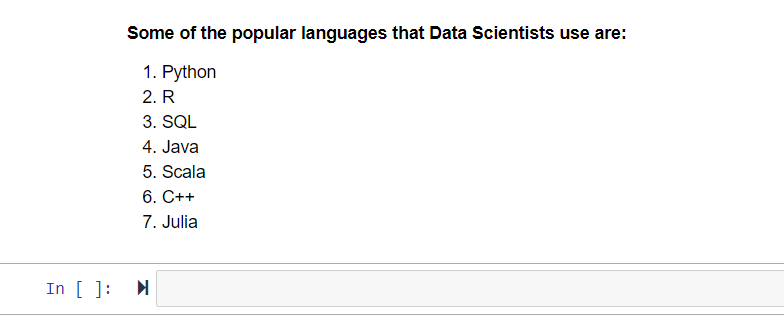 Some of the popular languages that Data Scientists use are:
1. Python
2. R
3. SQL
4. Java
5. Scala
6. C++
7. Julia
In [ ]: